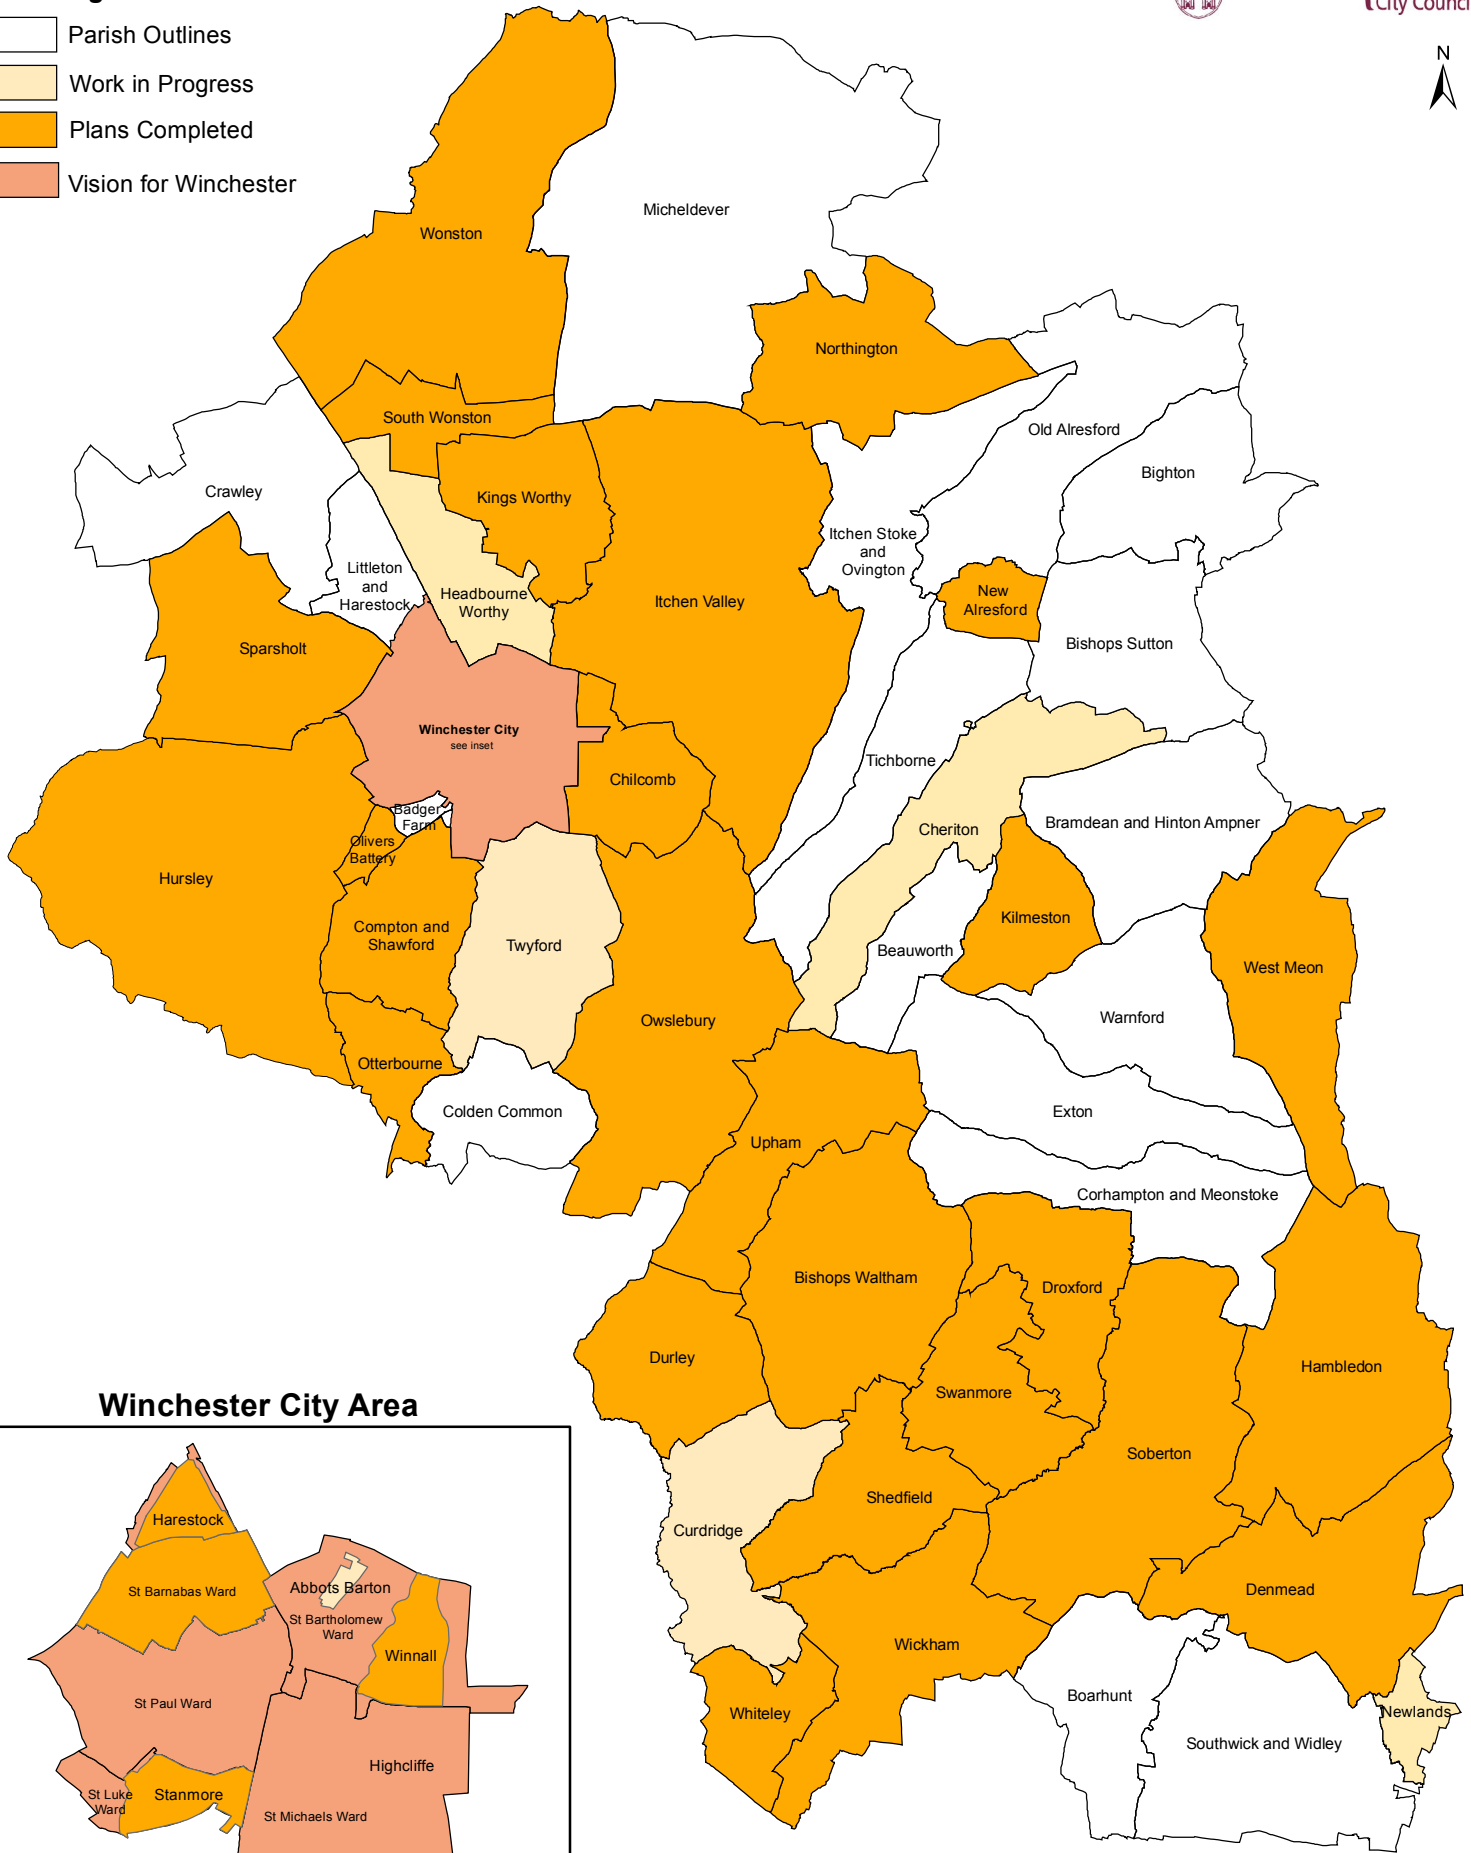 City Counc
Parish Outlines
Work in Progress
Plans Completed
Vision for Winchester
N
Micheldever
Wonston
Northington
South Wonston
Old Alresford
Bighton
Crawley
Kings Worthy
Itchen Stoke
and
Ovington
Littleton
and
Harestock
Headbourne
Worthy
Itchen Valley
New
Alresford
Bishops Sutton
Sparsholt
Winchester City
see inset
Tichborne
Chilcomb
Badger
Farm
Cheriton
Bramdean and Hinton Ampner
Olivers
Battery
Hursley
Compton and
Shawford
Twyford
Kilmeston
Beauworth
West Meon
Owslebury
Warnford
Otterbourne
Colden Common
Exton
Upham
Corhampton and Meonstoke
Bishops Waltham
Droxford
Durley
Swanmore
Hambledon
Soberton
Shedfield
Curdridge
Denmead
Wickham
Whiteley
Boarhunt
Newlands
Southwick and Widley
Winchester City Area
Harestock
St Barnabas Ward
Abbots Barton
St Bartholomew
Ward
Winnall
St Paul Ward
Highcliffe
St Luke
Ward
Stanmore
St Michaels Ward